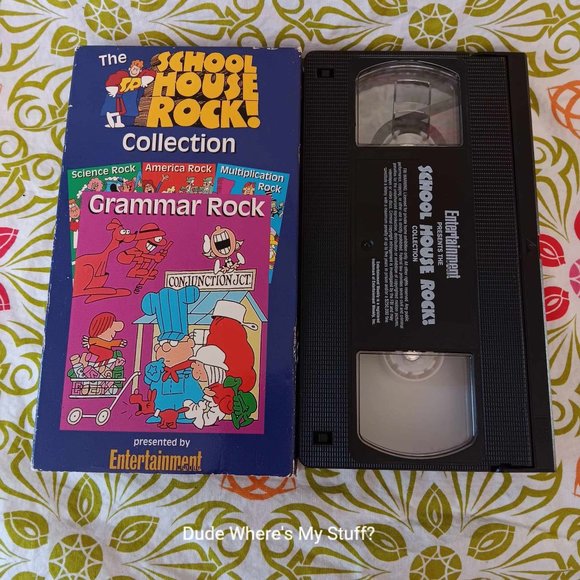 The
SCHOOL
HOUSE
ROCK!
Collection
Science Rock
America Rock
Multiplication
Rock
Grammar Rock
CONJUNCTION JCT.
presented by
Entertainment
Entertainment
PRESENTS THE
SCHOOL HOUSE ROCK!
COLLECTION
Dude Where's My Stuff?